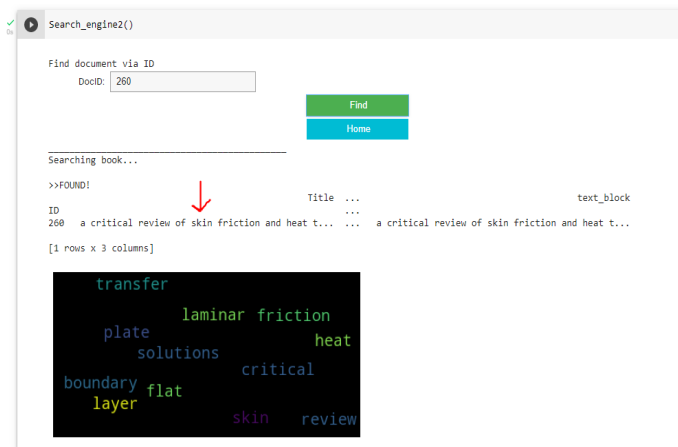 Search_engine2()
0s
Find document via ID
DocID: 260
Find
Home
Searching book...
>>FOUND!
Title ... text_block
ID ...
260 a critical review of skin friction and heat t... ... a critical review of skin friction and heat t...
[1 rows x 3 columns]
transfer
laminar friction
plate heat
solutions
critical
boundary flat
layer
skin review